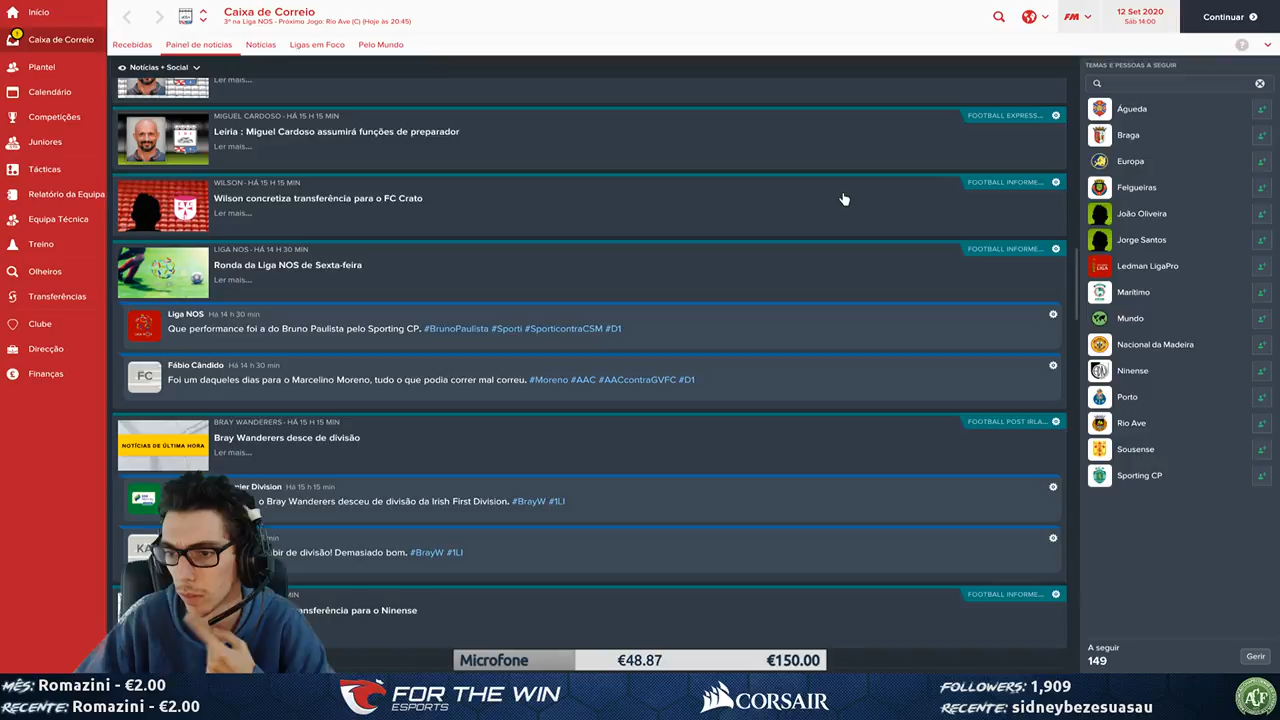 Início
Caixa de Correio
Plantel
Calendário
Competições
Juniores
Tácticas
Relatório da Equipa
Equipa Técnica
Treino
Olheiros
Transferências
Clube
Direcção
Finanças
Caixa de Correio
3º na Liga NOS - Próximo Jogo: Rio Ave (C) (Hoje às 20:45)
FM
12 Set 2020
Sáb 14:00
Continuar
Recebidas
Painel de notícias
Notícias
Ligas em Foco
Pelo Mundo
Notícias + Social
Ler mais...
MIGUEL CARDOSO - HÁ 15 H 15 MIN
FOOTBALL EXPRESS...
Leiria : Miguel Cardoso assumirá funções de preparador
Ler mais...
WILSON - HÁ 15 H 15 MIN
FOOTBALL INFORME...
Wilson concretiza transferência para o FC Crato
Ler mais...
LIGA NOS - HÁ 14 H 30 MIN
FOOTBALL INFORME...
Ronda da Liga NOS de Sexta-feira
Ler mais...
Liga NOS Há 14 h 30 min
Que performance foi a do Bruno Paulista pelo Sporting CP. #BrunoPaulista #Sporti #SporticontraCSM #D1
FC
Fábio Cândido Há 14 h 30 min
Foi um daqueles dias para o Marcelino Moreno, tudo o que podia correr mal correu. #Moreno #AAC #AACcontraGVFC #D1
BRAY WANDERERS - HÁ 15 H 15 MIN
FOOTBALL POST IRLA...
NOTÍCIAS DE ÚLTIMA HORA
Bray Wanderers desce de divisão
Ler mais...
Division Há 15 h 15 min
o Bray Wanderers desceu de divisão da Irish First Division. #BrayW #1LI
KA
min
bir de divisão! Demasiado bom. #BrayW #1LI
MIN
FOOTBALL INFORME...
ansferência para o Ninense
TEMAS E PESSOAS A SEGUIR
Águeda
Braga
Europa
Felgueiras
João Oliveira
Jorge Santos
Ledman LigaPro
Marítimo
Mundo
Nacional da Madeira
Ninense
Porto
Rio Ave
Sousense
Sporting CP
A seguir
149
Gerir
Microfone €48.87 €150.00
MÊS: Romazini - €2.00
RECENTE: Romazini - €2.00
FOR THE WIN
ESPORTS
CORSAIR
FOLLOWERS: 1,909
RECENTE: sidneybezesuasau
ACF